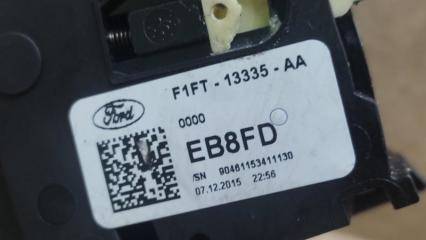 F1FT - 13335 - AA
Ford
0000
EB8FD
/SN 90461153411130
07.12.2015 22:56